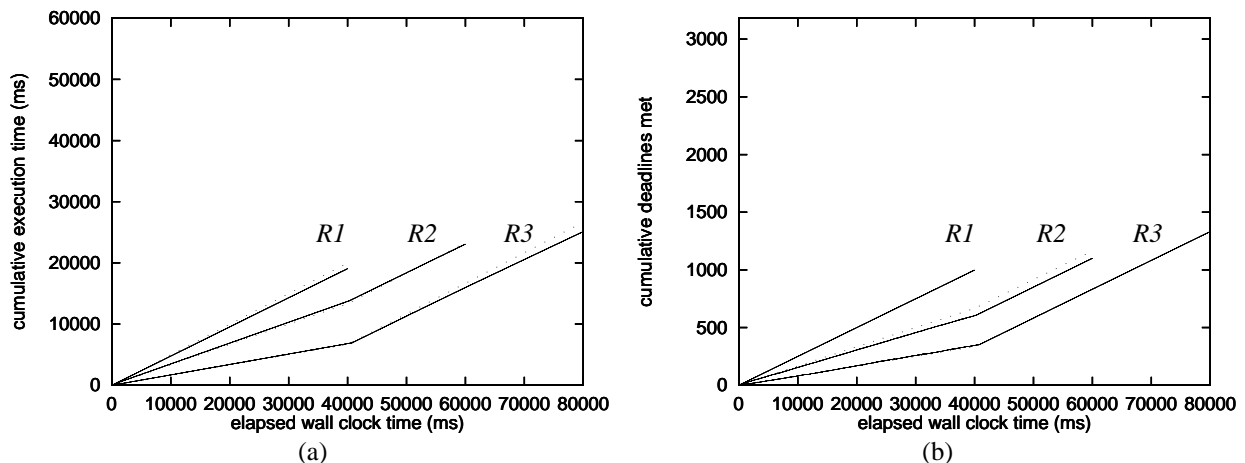 60000
50000
40000
30000
20000
10000
0
cumulative execution time (ms)
R1
R2
R3
0 10000 20000 30000 40000 50000 60000 70000 80000
elapsed wall clock time (ms)
(a)
3000
2500
2000
1500
1000
500
0
cumulative deadlines met
R1
R2
R3
0 10000 20000 30000 40000 50000 60000 70000 80000
elapsed wall clock time (ms)
(b)